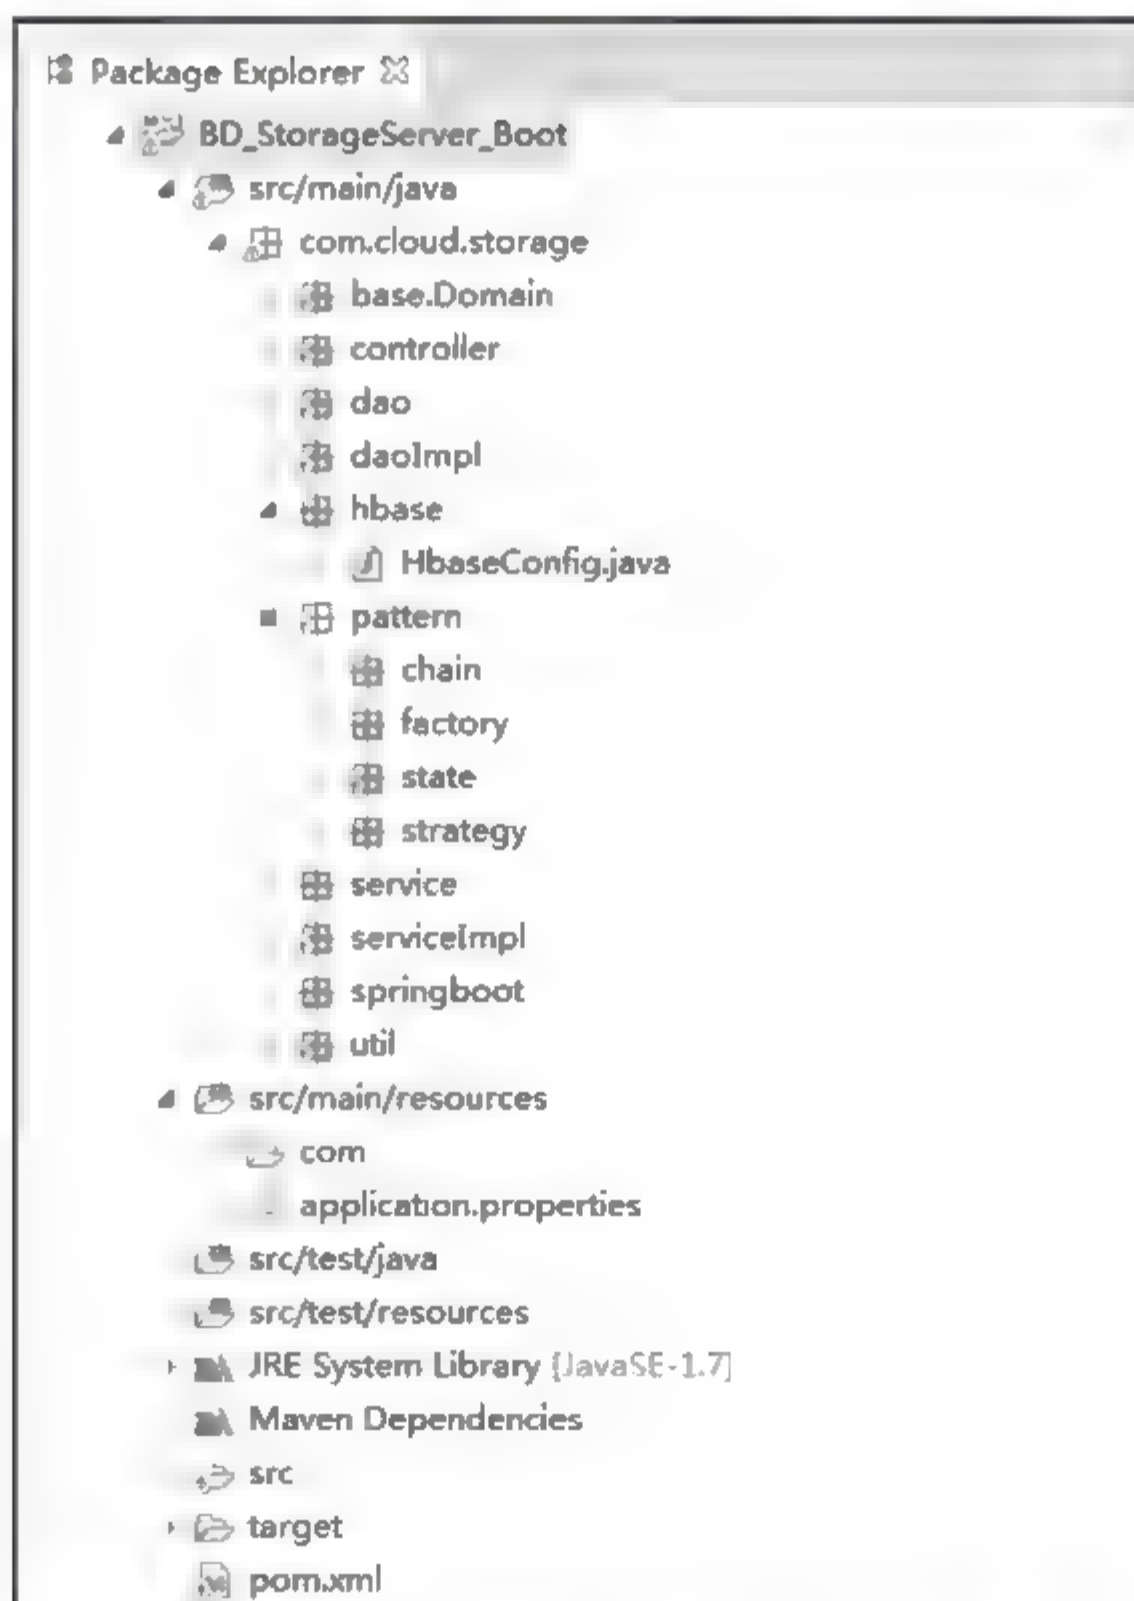 Package Explorer
BD_StorageServer_Boot
src/main/java
com.cloud.storage
base.Domain
controller
dao
daoImpl
hbase
HbaseConfig.java
pattern
chain
factory
state
strategy
service
serviceImpl
springboot
util
src/main/resources
com
application.properties
src/test/java
src/test/resources
JRE System Library [JavaSE-1.7]
Maven Dependencies
src
target
pom.xml